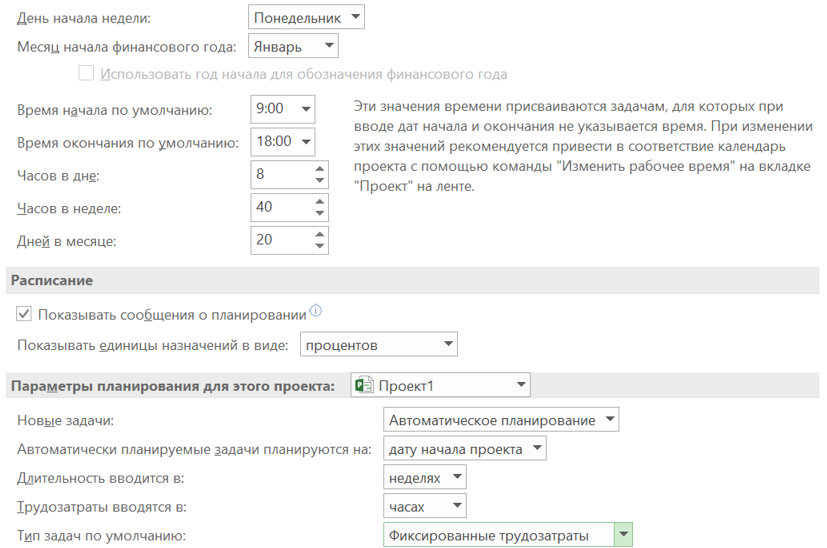 День начала недели: Понедельник
Месяц начала финансового года: Январь
Использовать год начала для обозначения финансового года
Время начала по умолчанию: 9:00
Время окончания по умолчанию: 18:00
Часов в дне: 8
Часов в неделе: 40
Дней в месяце: 20
Эти значения времени присваиваются задачам, для которых при
вводе дат начала и окончания не указывается время. При изменении
этих значений рекомендуется привести в соответствие календарь
проекта с помощью команды "Изменить рабочее время" на вкладке
"Проект" на ленте.
Расписание
Показывать сообщения о планировании
Показывать единицы назначений в виде: процентов
Параметры планирования для этого проекта: Проект1
Новые задачи: Автоматическое планирование
Автоматически планируемые задачи планируются на: дату начала проекта
Длительность вводится в: неделях
Трудозатраты вводятся в: часах
Тип задач по умолчанию: Фиксированные трудозатраты